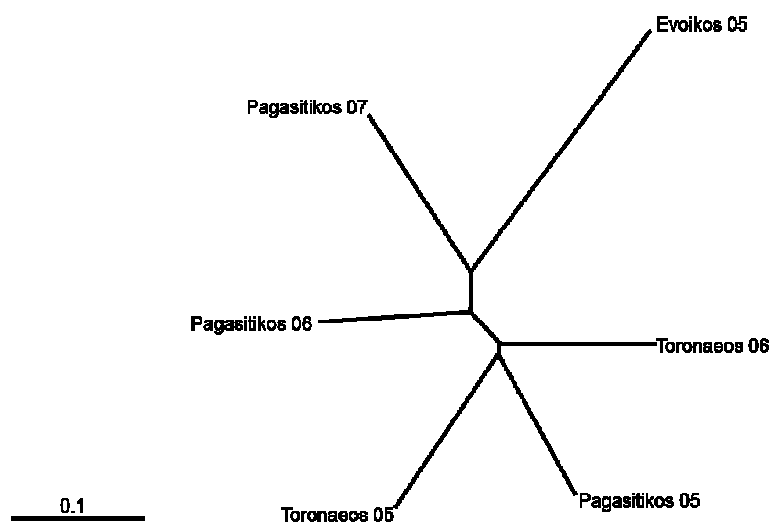 Evoikos 05
Pagasitikos 07
Pagasitikos 06
Toronaeos 06
Pagasitikos 05
0.1
Toronaeos 05